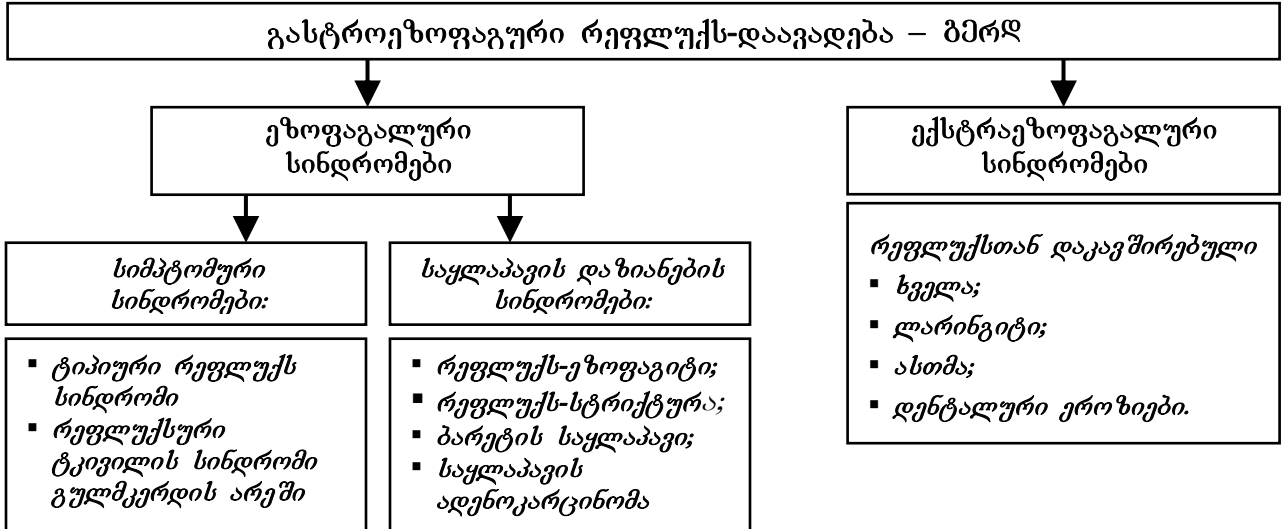 გასტროეზოფაგური რეფლუქს-დაავადება – გერდ
ეზოფაგალური
სინდრომები
ექსტრაეზოფაგალური
სინდრომები
სიმპტომური
სინდრომები:
საყლაპავის დაზიანების
სინდრომები:
რეფლუქსთან დაკავშირებული
▪ ხველა;
▪ ლარინგიტი;
▪ ასთმა;
▪ დენტალური ეროზიები.
▪ ტიპიური რეფლუქს
სინდრომი
▪ რეფლუქსური
ტკივილის სინდრომი
გულმკერდის არეში
▪ რეფლუქს-ეზოფაგიტი;
▪ რეფლუქს-სტრიქტურა;
▪ ბარეტის საყლაპავი;
▪ საყლაპავის
ადენოკარცინომა